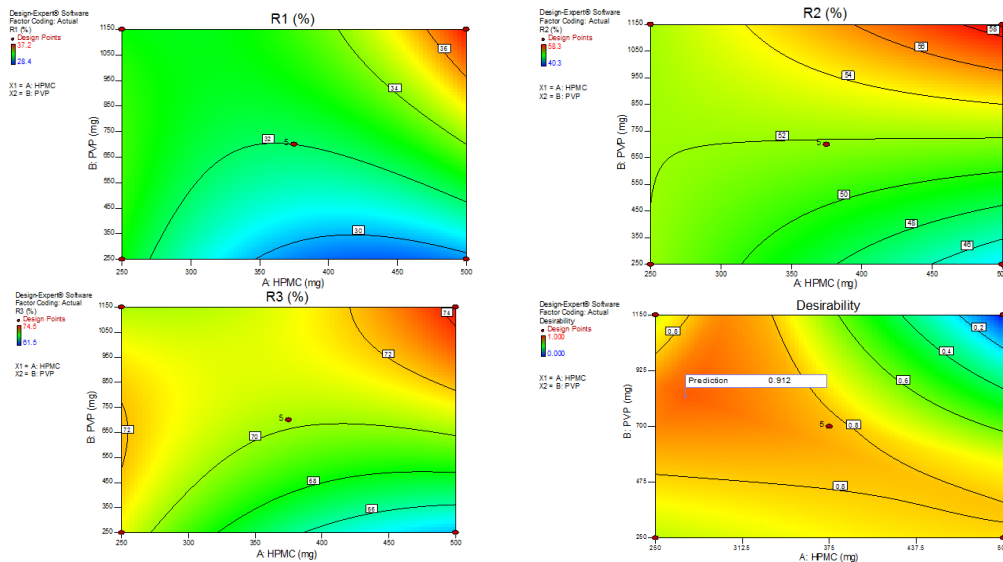 Design-Expert® Software
Factor Coding: Actual
R1 (%)
Design Points
37.2
28.4
X1 = A: HPMC
X2 = B: PVP
R1 (%)
B: PVP (mg)
1150
1050
950
850
750
650
550
450
350
250
36
34
32
5
30
250
300
350
400
450
500
A: HPMC (mg)
Design-Expert® Software
Factor Coding: Actual
R2 (%)
Design Points
58.3
40.3
X1 = A: HPMC
X2 = B: PVP
R2 (%)
B: PVP (mg)
1150
1050
950
850
750
650
550
450
350
250
58
56
54
52
5
50
48
46
250
300
350
400
450
500
A: HPMC (mg)
Design-Expert® Software
Factor Coding: Actual
R3 (%)
Design Points
74.5
61.5
X1 = A: HPMC
X2 = B: PVP
R3 (%)
B: PVP (mg)
1150
1050
950
850
750
650
550
450
350
250
74
72
72
5
70
68
66
250
300
350
400
450
500
A: HPMC (mg)
Design-Expert® Software
Factor Coding: Actual
Desirability
Design Points
1.000
0.000
X1 = A: HPMC
X2 = B: PVP
Desirability
B: PVP (mg)
1150
925
700
475
250
0.8
0.2
0.4
0.6
Prediction 0.912
0.8
5
0.8
250
312.5
375
437.5
A: HPMC (mg)